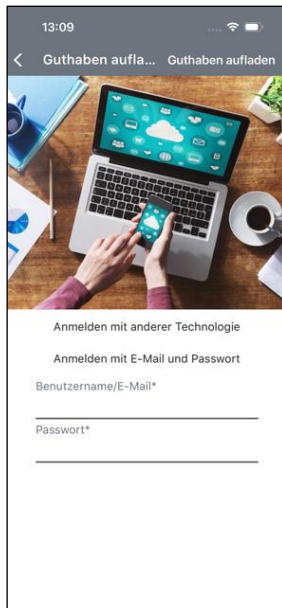 13:09
Guthaben aufla... Guthaben aufladen
Anmelden mit anderer Technologie
Anmelden mit E-Mail und Passwort
Benutzername/E-Mail*
Passwort*